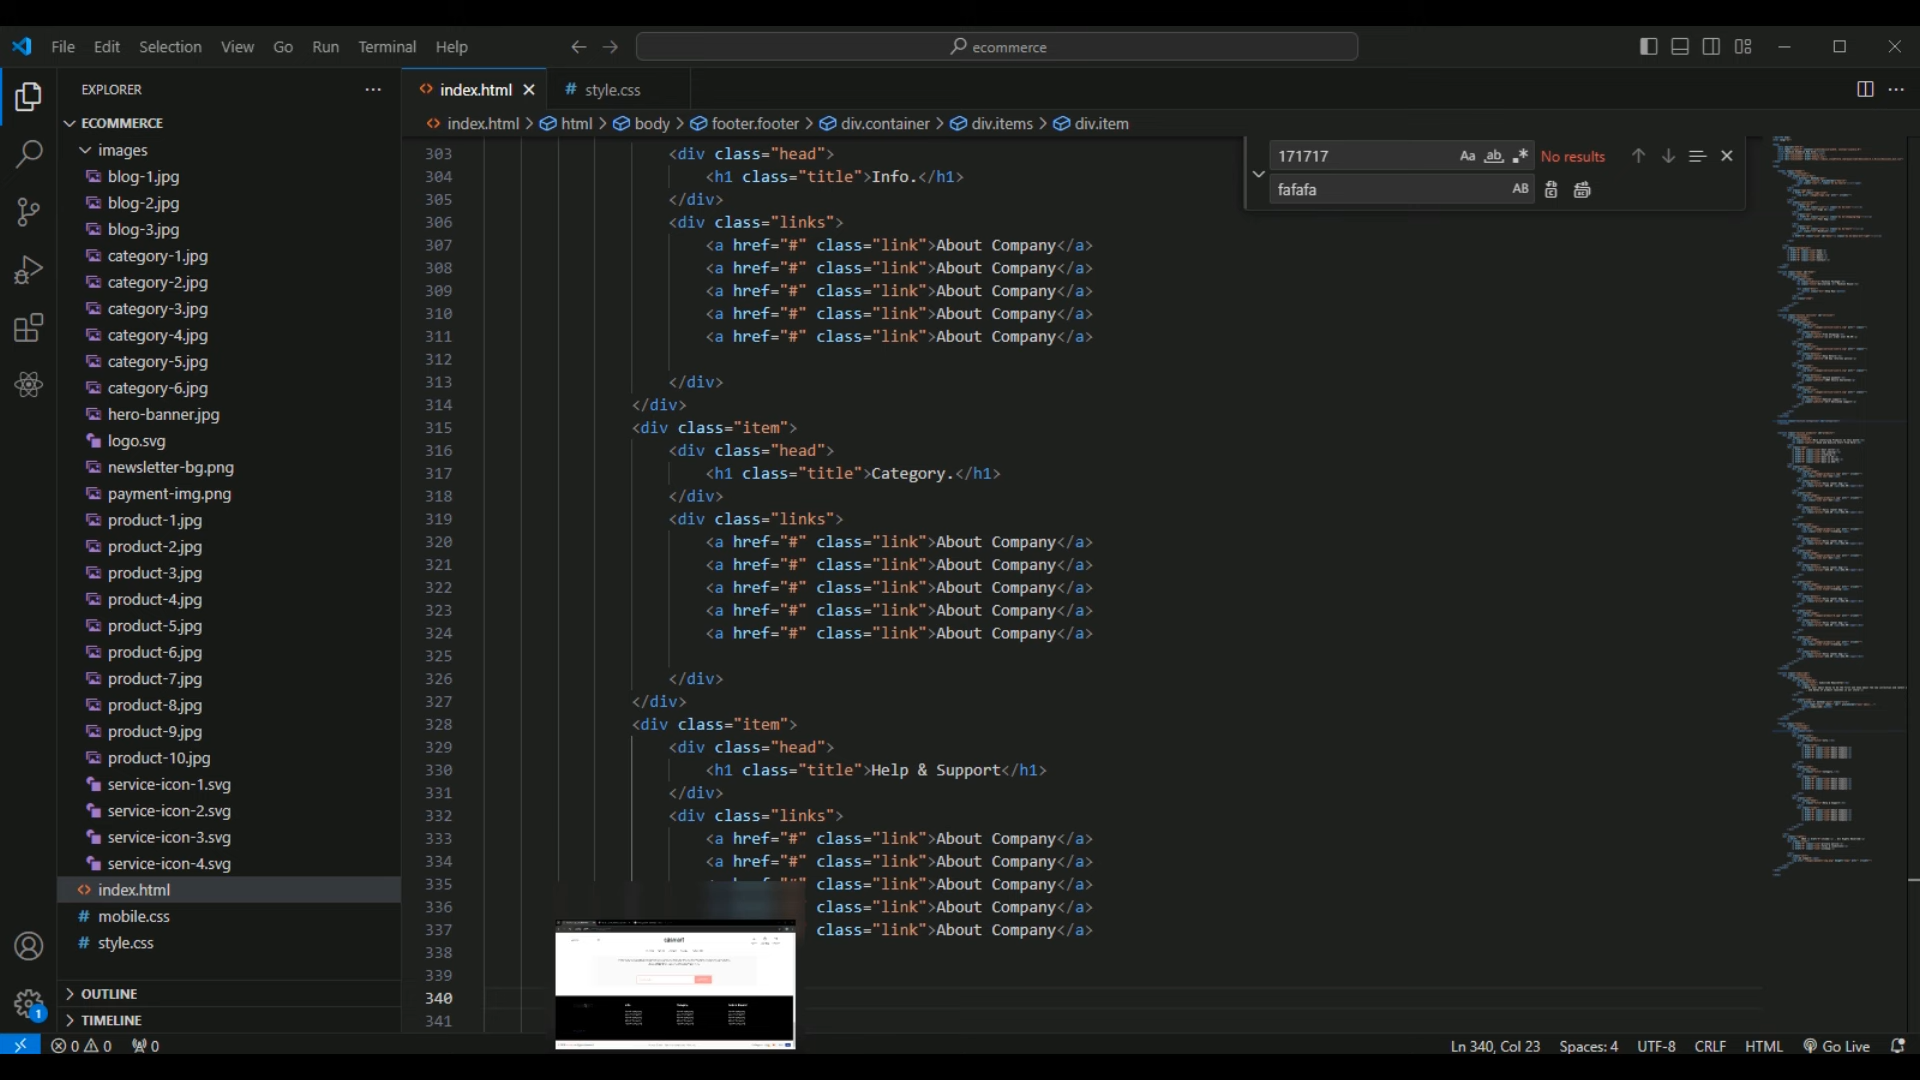 File Edit Selection View Go Run Terminal Help
ecommerce
EXPLORER
ECOMMERCE
images
blog-1.jpg
blog-2.jpg
blog-3.jpg
category-1.jpg
category-2.jpg
category-3.jpg
category-4.jpg
category-5.jpg
category-6.jpg
hero-banner.jpg
logo.svg
newsletter-bg.png
payment-img.png
product-1.jpg
product-2.jpg
product-3.jpg
product-4.jpg
product-5.jpg
product-6.jpg
product-7.jpg
product-8.jpg
product-9.jpg
product-10.jpg
service-icon-1.svg
service-icon-2.svg
service-icon-3.svg
service-icon-4.svg
index.html
mobile.css
style.css
OUTLINE
TIMELINE
index.html
# style.css
index.html > html > body > footer.footer > div.container > div.items > div.item
171717 Aa ab .* No results
fafafa AB
303 <div class="head">
304 <h1 class="title">Info.</h1>
305 </div>
306 <div class="links">
307 <a href="#" class="link">About Company</a>
308 <a href="#" class="link">About Company</a>
309 <a href="#" class="link">About Company</a>
310 <a href="#" class="link">About Company</a>
311 <a href="#" class="link">About Company</a>
312
313 </div>
314 </div>
315 <div class="item">
316 <div class="head">
317 <h1 class="title">Category.</h1>
318 </div>
319 <div class="links">
320 <a href="#" class="link">About Company</a>
321 <a href="#" class="link">About Company</a>
322 <a href="#" class="link">About Company</a>
323 <a href="#" class="link">About Company</a>
324 <a href="#" class="link">About Company</a>
325
326 </div>
327 </div>
328 <div class="item">
329 <div class="head">
330 <h1 class="title">Help & Support</h1>
331 </div>
332 <div class="links">
333 <a href="#" class="link">About Company</a>
334 <a href="#" class="link">About Company</a>
335 class="link">About Company</a>
336 class="link">About Company</a>
337 class="link">About Company</a>
338
339
340
341
1
0 0 0
Ln 340, Col 23 Spaces: 4 UTF-8 CRLF HTML Go Live